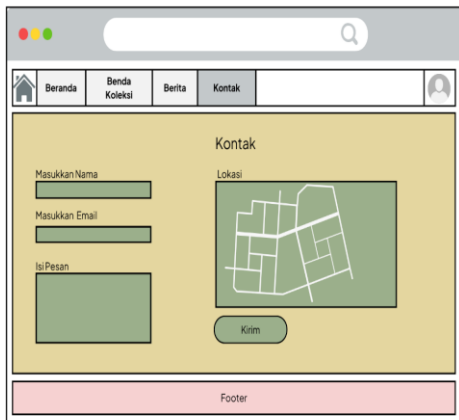 Beranda
Benda
Koleksi
Berita
Kontak
Kontak
Masukkan Nama
Lokasi
Masukkan Email
Isi Pesan
Kirim
Footer